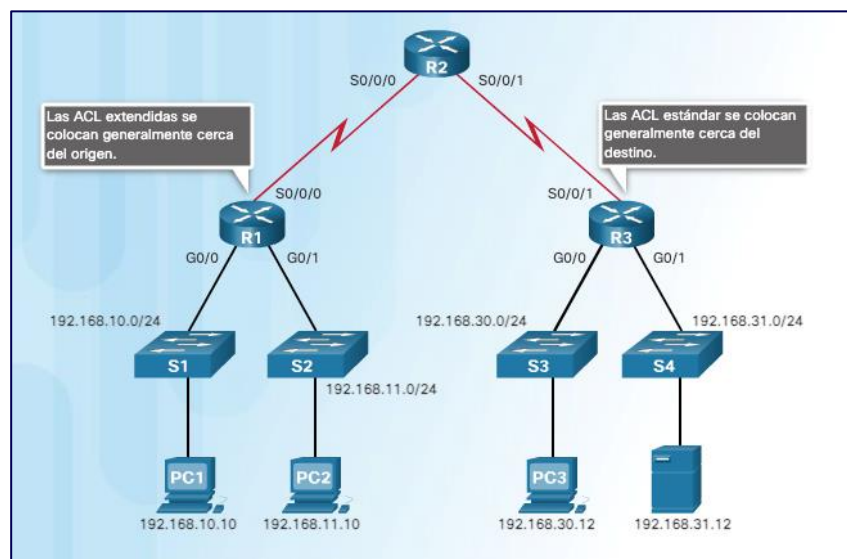 R2
S0/0/0
S0/0/1
Las ACL extendidas se
colocan generalmente cerca
del origen.
Las ACL estándar se colocan
generalmente cerca del
destino.
S0/0/0
S0/0/1
R1
R3
G0/0
G0/1
G0/0
G0/1
192.168.10.0/24
192.168.30.0/24
192.168.31.0/24
S1
S2
S3
S4
192.168.11.0/24
PC1
PC2
PC3
192.168.10.10
192.168.11.10
192.168.30.12
192.168.31.12